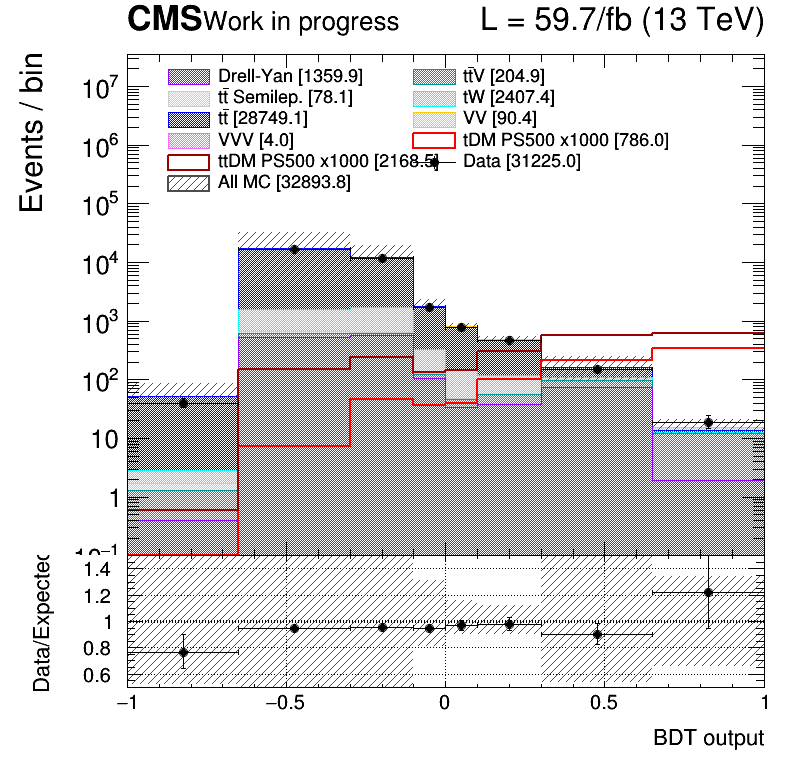 CMS Work in progress L = 59.7/fb (13 TeV)
Events / bin
Drell-Yan [1359.9] tt̄V [204.9]
tt̄ Semilep. [78.1] tW [2407.4]
tt̄ [28749.1] VV [90.4]
VVV [4.0] tDM PS500 x1000 [786.0]
ttDM PS500 x1000 [2168.5] Data [31225.0]
All MC [32893.8]
10⁷
10⁶
10⁵
10⁴
10³
10²
10
1
10⁻¹
Data/Expected
1.4
1.2
1
0.8
0.6
−1 −0.5 0 0.5 1
BDT output